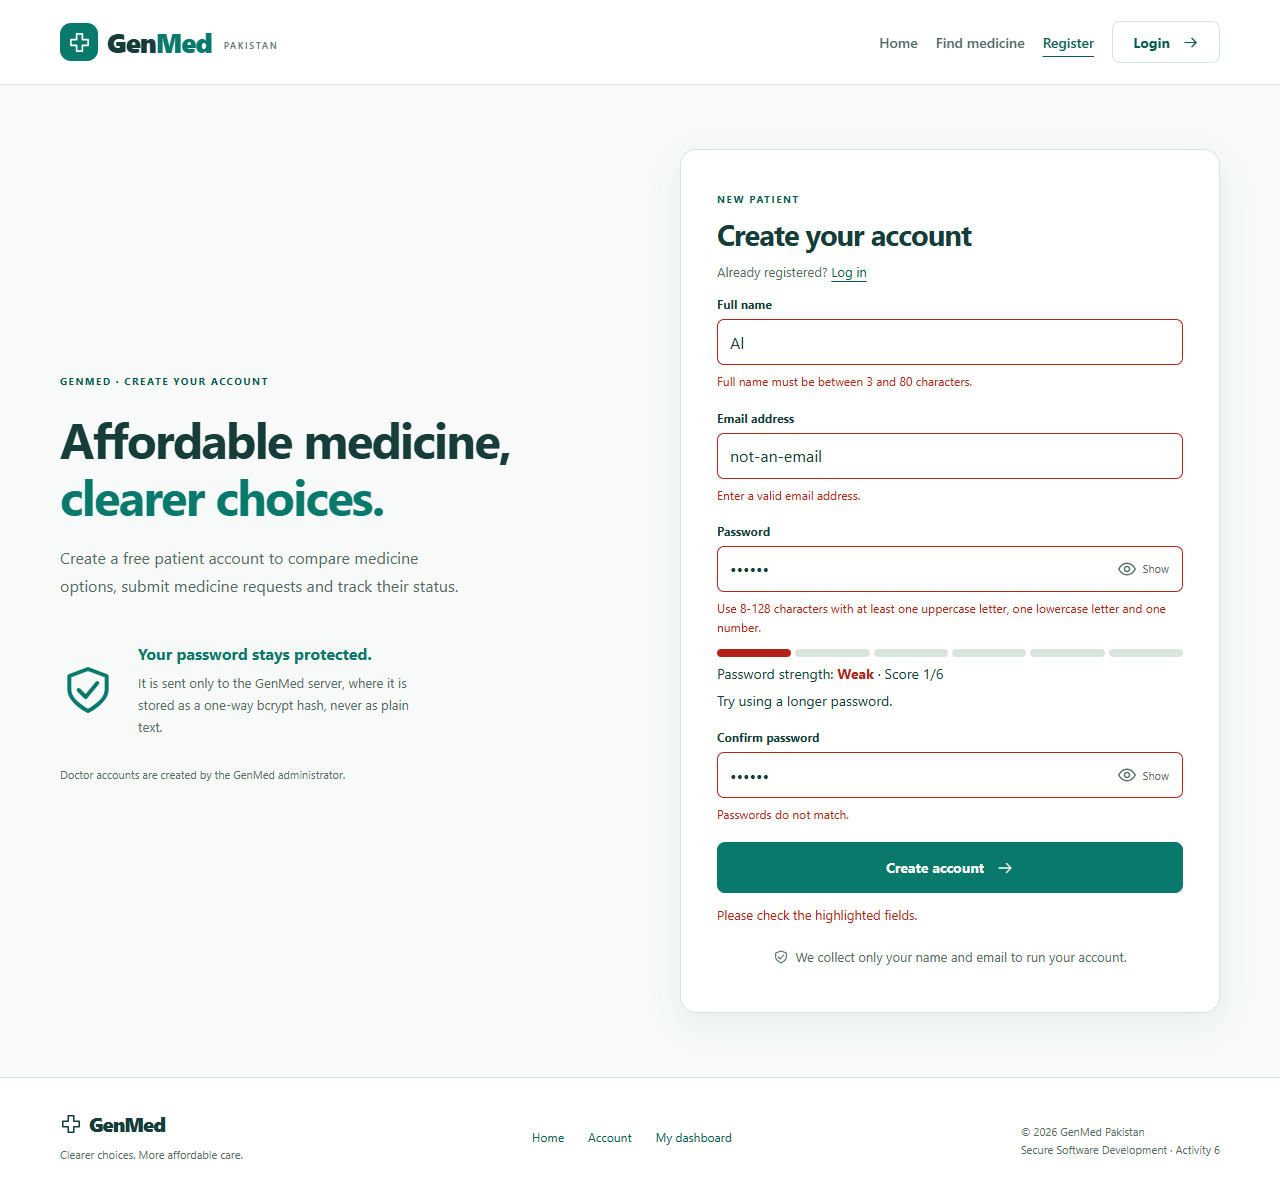 GenMed PAKISTAN
Home
Find medicine
Register
Login
GENMED · CREATE YOUR ACCOUNT
Affordable medicine,
clearer choices.
Create a free patient account to compare medicine
options, submit medicine requests and track their status.
Your password stays protected.
It is sent only to the GenMed server, where it is
stored as a one-way bcrypt hash, never as plain
text.
Doctor accounts are created by the GenMed administrator.
NEW PATIENT
Create your account
Already registered? Log in
Full name
Al
Full name must be between 3 and 80 characters.
Email address
not-an-email
Enter a valid email address.
Password
••••••
Show
Use 8-128 characters with at least one uppercase letter, one lowercase letter and one
number.
Password strength: Weak · Score 1/6
Try using a longer password.
Confirm password
••••••
Show
Passwords do not match.
Create account
Please check the highlighted fields.
We collect only your name and email to run your account.
GenMed
Clearer choices. More affordable care.
Home
Account
My dashboard
© 2026 GenMed Pakistan
Secure Software Development · Activity 6